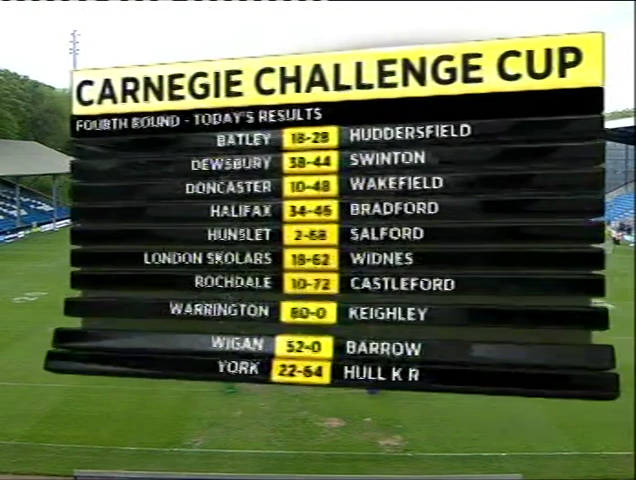 CARNEGIE CHALLENGE CUP
FOURTH ROUND - TODAY'S RESULTS
BATLEY 18-28 HUDDERSFIELD
DEWSBURY 38-44 SWINTON
DONCASTER 10-48 WAKEFIELD
HALIFAX 34-46 BRADFORD
HUNSLET 2-68 SALFORD
LONDON SKOLARS 18-62 WIDNES
ROCHDALE 10-72 CASTLEFORD
WARRINGTON 80-0 KEIGHLEY
WIGAN 52-0 BARROW
YORK 22-64 HULL K R